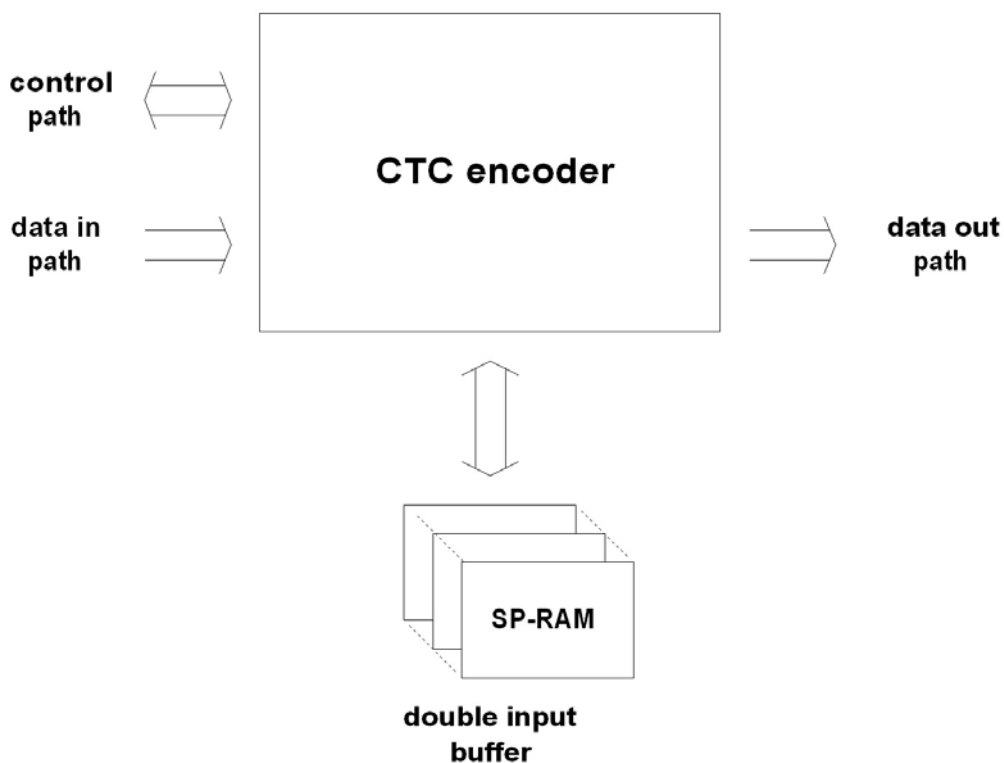 control
path
CTC encoder
data in
path
data out
path
SP-RAM
double input
buffer